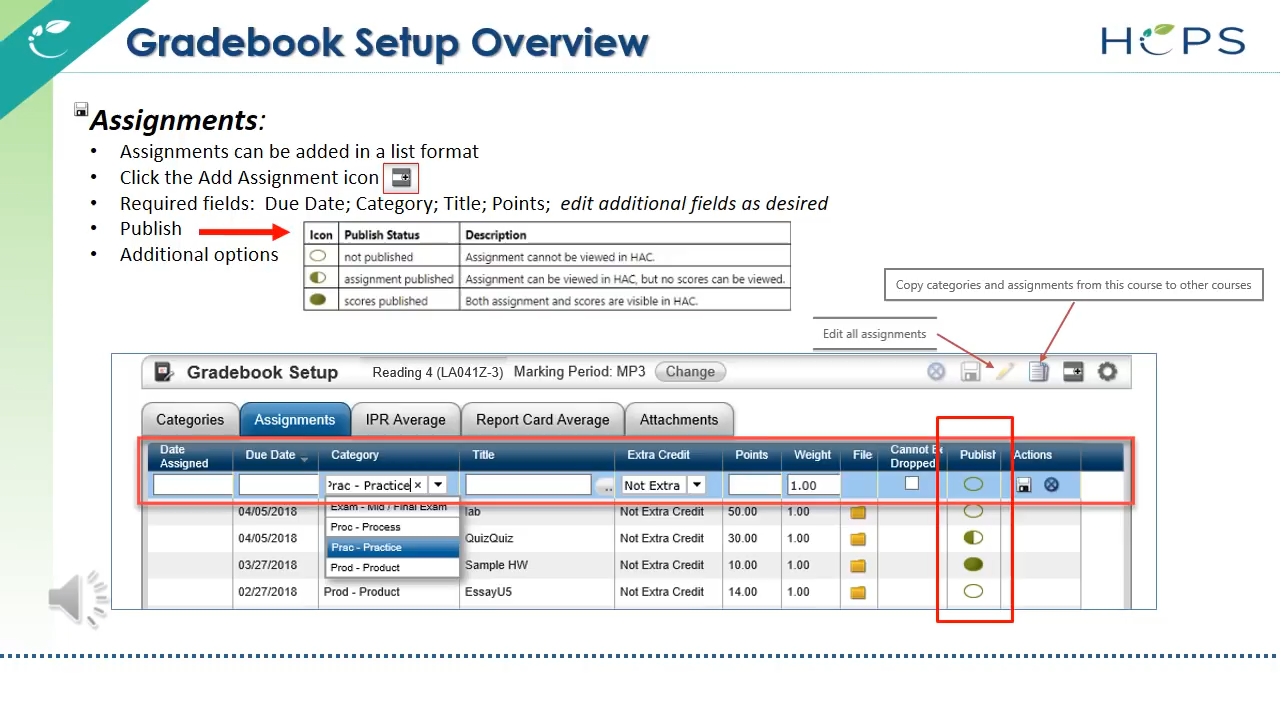 Gradebook Setup Overview
HCPS
Assignments:
• Assignments can be added in a list format
• Click the Add Assignment icon
• Required fields: Due Date; Category; Title; Points; edit additional fields as desired
• Publish
• Additional options
Icon Publish Status Description
not published Assignment cannot be viewed in HAC.
assignment published Assignment can be viewed in HAC, but no scores can be viewed.
scores published Both assignment and scores are visible in HAC.
Copy categories and assignments from this course to other courses
Edit all assignments
Gradebook Setup Reading 4 (LA041Z-3) Marking Period: MP3 Change
Categories Assignments IPR Average Report Card Average Attachments
Date Assigned Due Date Category Title Extra Credit Points Weight File Cannot Be Dropped Publish Actions
Prac - Practice × .. Not Extra 1.00
Exam - Mid / Final Exam
04/05/2018 lab Not Extra Credit 50.00 1.00
Proc - Process
04/05/2018 QuizQuiz Not Extra Credit 30.00 1.00
Prac - Practice
03/27/2018 Sample HW Not Extra Credit 10.00 1.00
Prod - Product
02/27/2018 Prod - Product EssayU5 Not Extra Credit 14.00 1.00